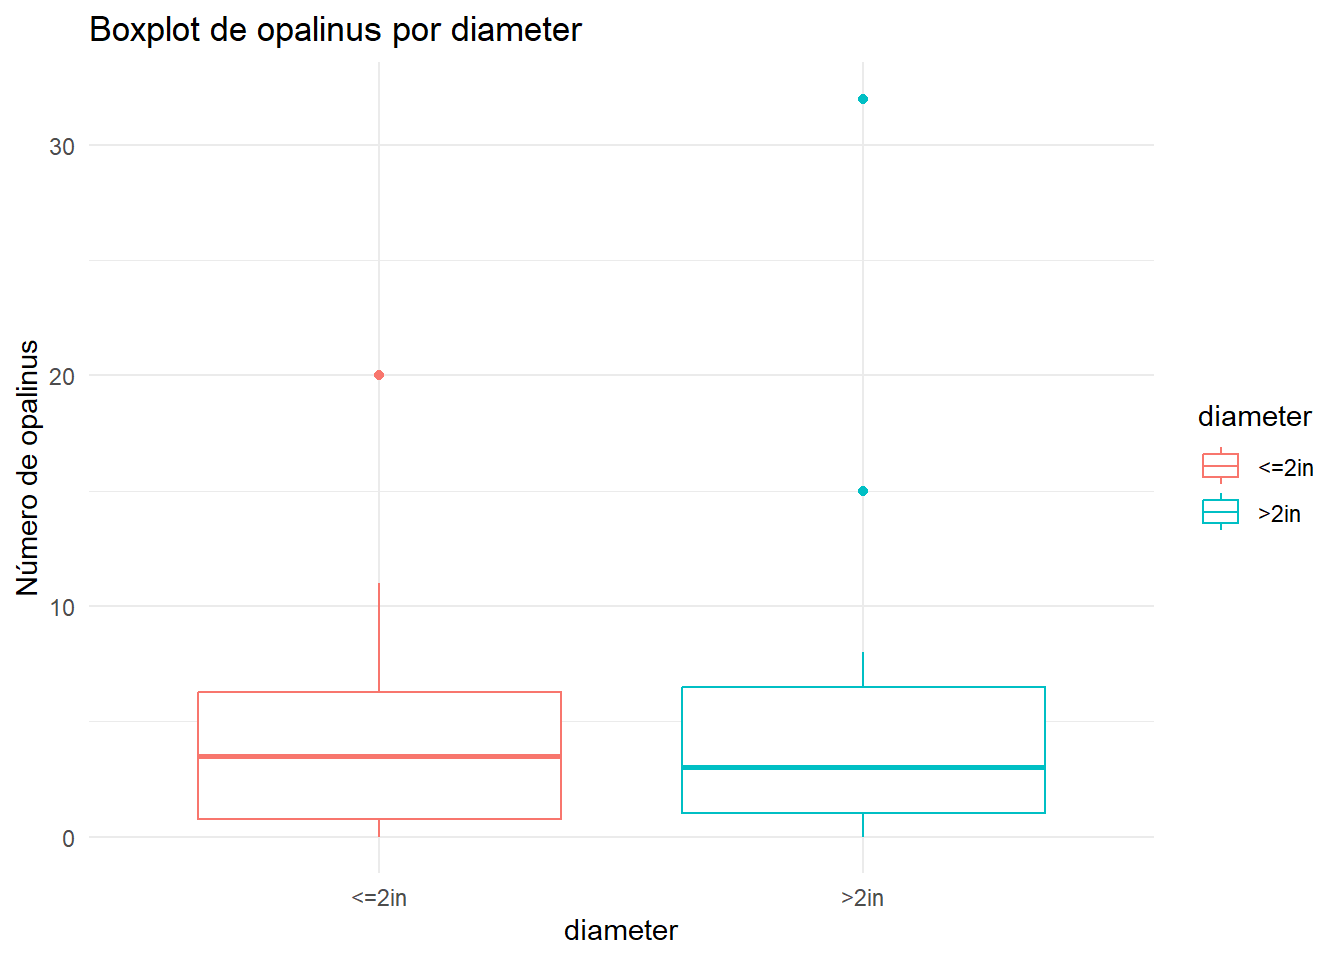 Boxplot de opalinus por diameter
30
20
10
0
Número de opalinus
<=2in
>2in
diameter
diameter
<=2in
>2in